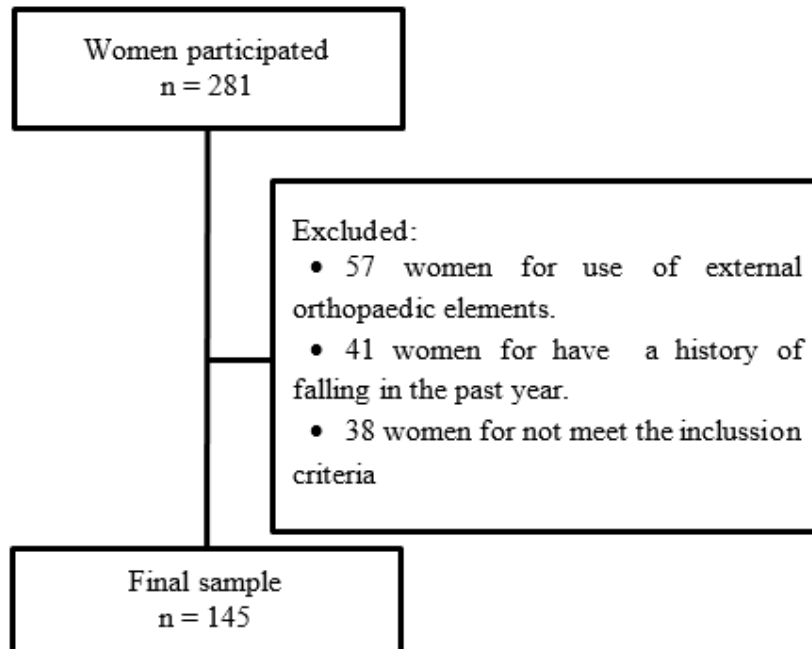 Women participated
n = 281
Excluded:
• 57 women for use of external
orthopaedic elements.
• 41 women for have a history of
falling in the past year.
• 38 women for not meet the inclussion
criteria
Final sample
n = 145